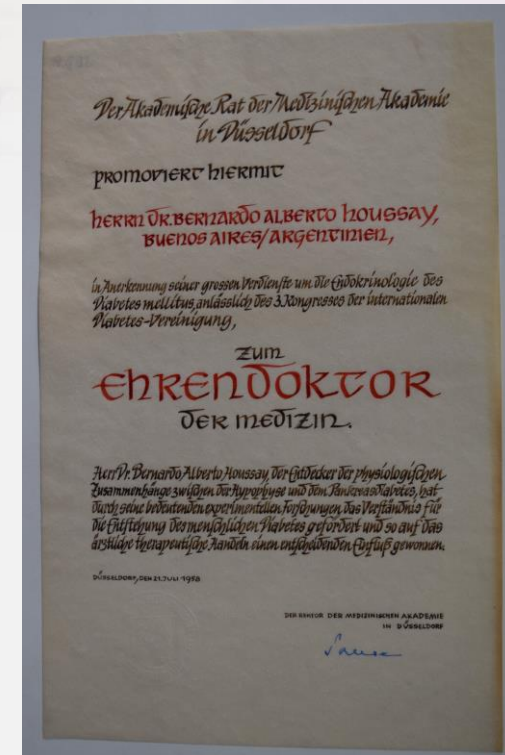 Der Akademische Rat der Medizinischen Akademie
in Düsseldorf
promoviert hiermit
herrn Dr. Bernardo Alberto Houssay,
Buenos Aires/Argentinien,
in Anerkennung seiner grossen Verdienste um die Endokrinologie des
Diabetes mellitus, anlässlich des 3. Kongresses der internationalen
Diabetes-Vereinigung,
zum
Ehrendoktor
der Medizin.
Herr Dr. Bernardo Alberto Houssay, der Entdecker der physiologischen
Zusammenhänge zwischen der Hypophyse und dem Pankreasdiabetes, hat
durch seine bedeutenden experimentellen Forschungen das Verständnis für
die Entstehung des menschlichen Diabetes gefördert und so auf das
ärztliche therapeutische Handeln einen entscheidenden Einfluß gewonnen.
DÜSSELDORF, DEN 21. JULI 1958
DER REKTOR DER MEDIZINISCHEN AKADEMIE
IN DÜSSELDORF